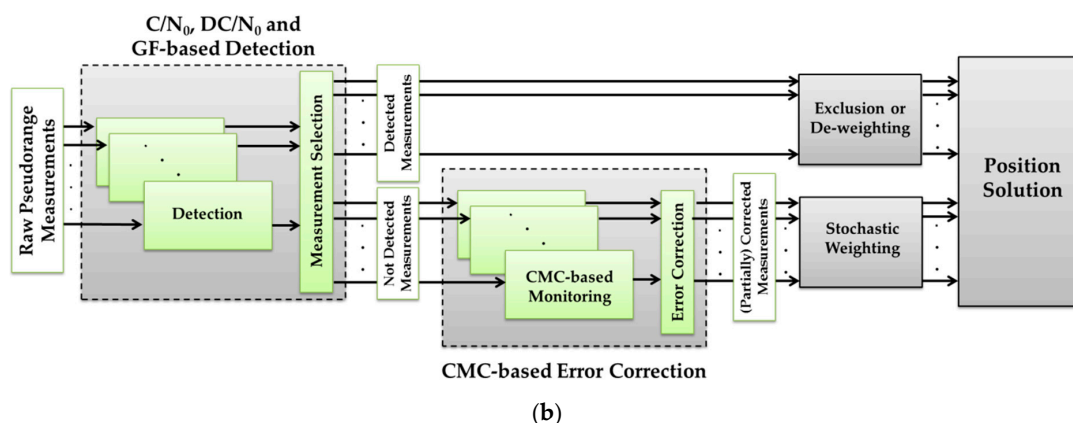 C/N₀, DC/N₀ and
GF-based Detection
Raw Pseudorange
Measurements
Detection
Measurement Selection
Detected
Measurements
Not Detected
Measurements
CMC-based
Monitoring
Error Correction
(Partially) Corrected
Measurements
Exclusion or
De-weighting
Stochastic
Weighting
Position
Solution
CMC-based Error Correction
(b)